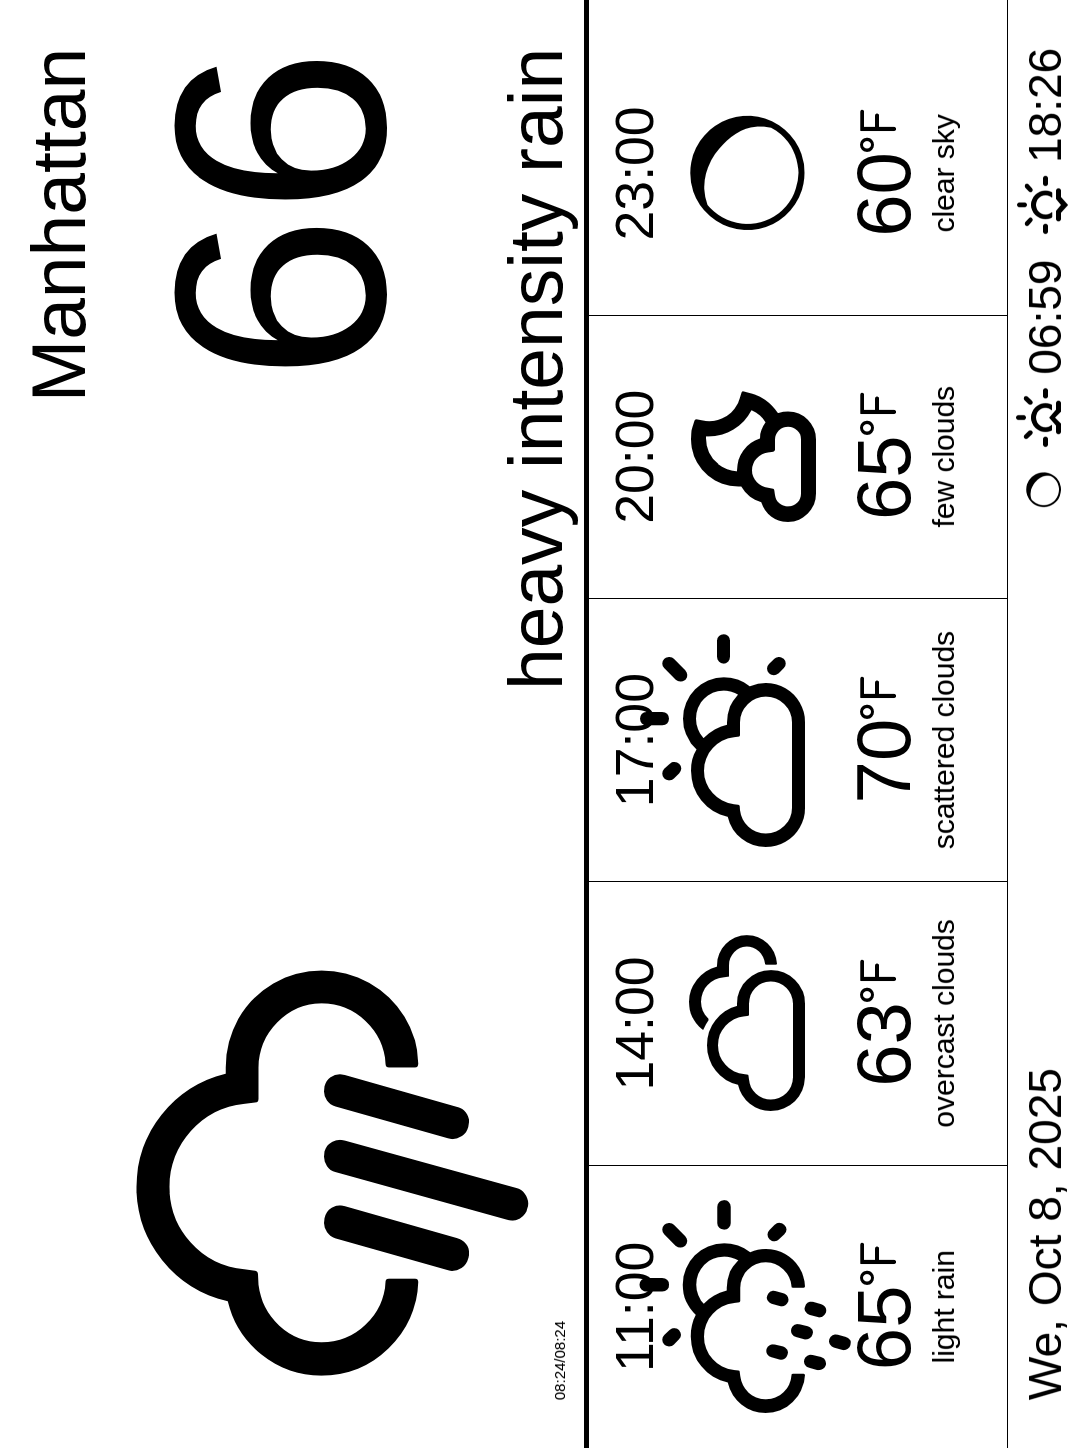 Manhattan
66
heavy intensity rain
08:24/08:24
11:00 14:00 17:00 20:00 23:00
65°F 63°F 70°F 65°F 60°F
light rain overcast clouds scattered clouds few clouds clear sky
We, Oct 8, 2025 06:59 18:26